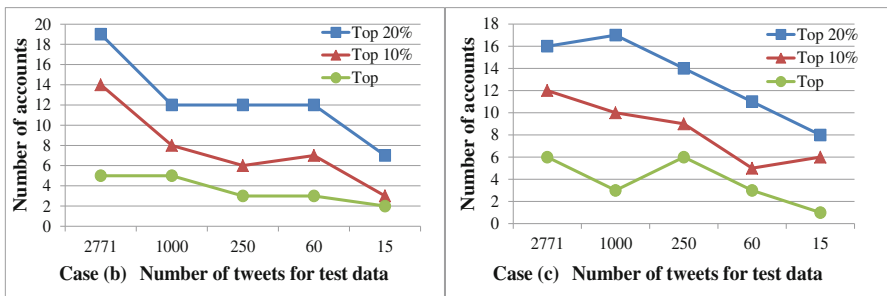 Number of accounts
20
18
16
14
12
10
8
6
4
2
0
Top 20%
Top 10%
Top
2771 1000 250 60 15
Case (b) Number of tweets for test data
Number of accounts
18
16
14
12
10
8
6
4
2
0
Top 20%
Top 10%
Top
2771 1000 250 60 15
Case (c) Number of tweets for test data